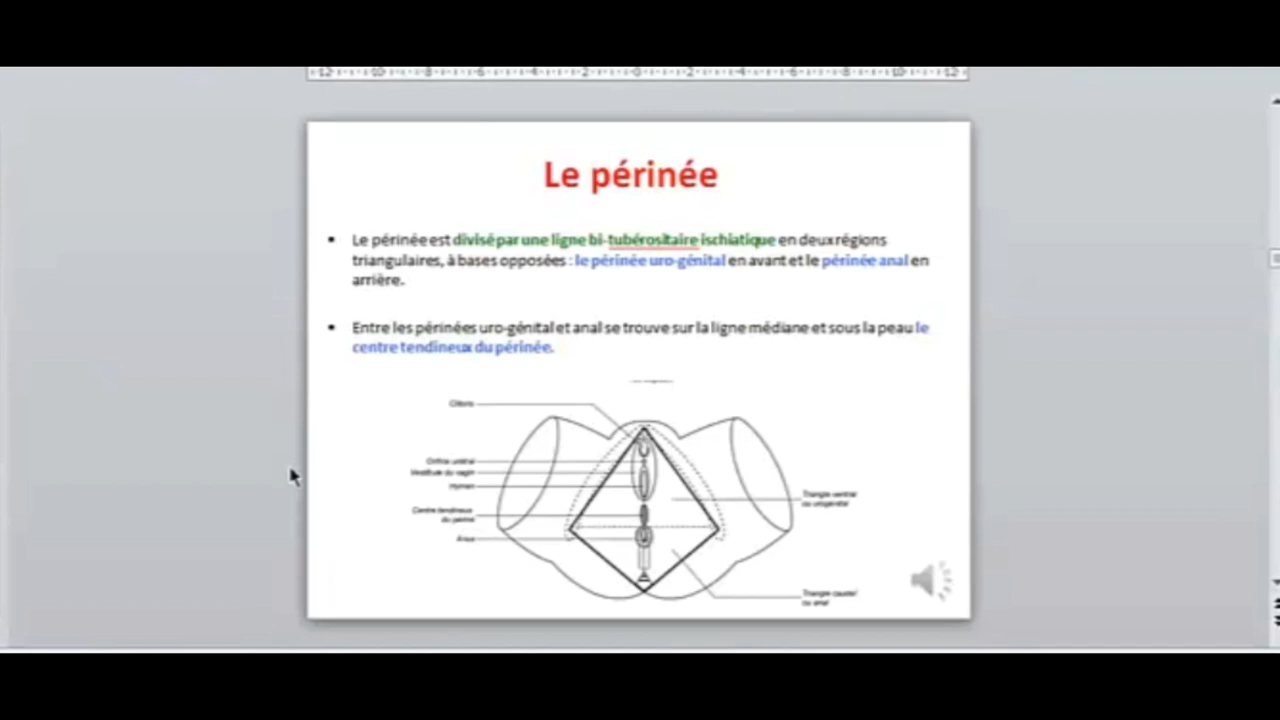 Le périnée
Le périnée est divisé par une ligne bi-tubérositaire ischiatique en deux régions
triangulaires, à bases opposées : le périnée uro-génital en avant et le périnée anal en
arrière.
Entre les périnées uro-génital et anal se trouve sur la ligne médiane et sous la peau le
centre tendineux du périnée.
Clitoris
Orifice urétral
Vestibule du vagin
Hymen
Centre tendineux
du périné
Anus
Triangle ventral
ou urogénital
Triangle caudal
ou anal